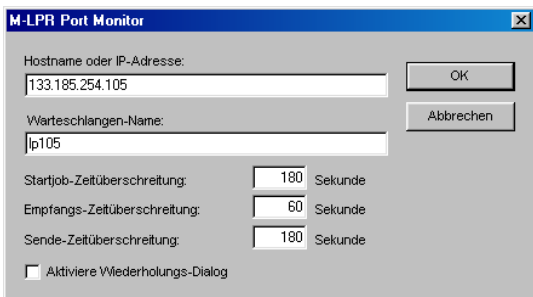 M-LPR Port Monitor
Hostname oder IP-Adresse:
133.185.254.105
OK
Warteschlangen-Name:
Abbrechen
lp105
Startjob-Zeitüberschreitung: 180 Sekunde
Empfangs-Zeitüberschreitung: 60 Sekunde
Sende-Zeitüberschreitung: 180 Sekunde
Aktiviere Wiederholungs-Dialog